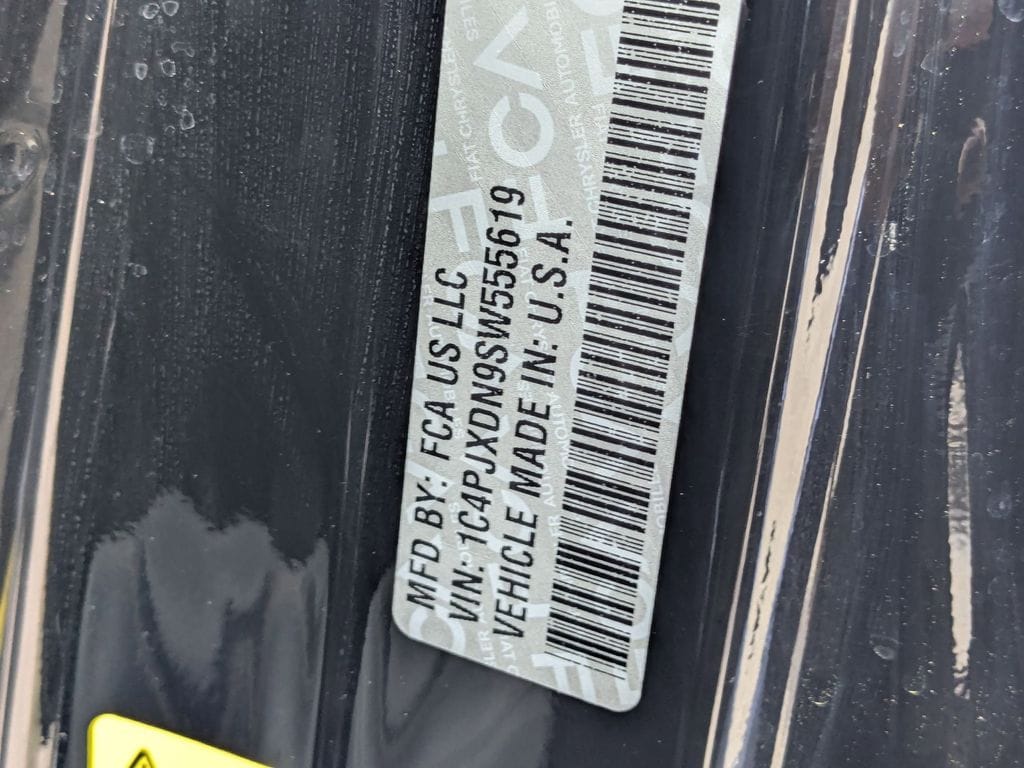 MFD BY: FCA US LLC
VIN: 1C4PJXDN9SW555619
VEHICLE MADE IN: U.S.A.